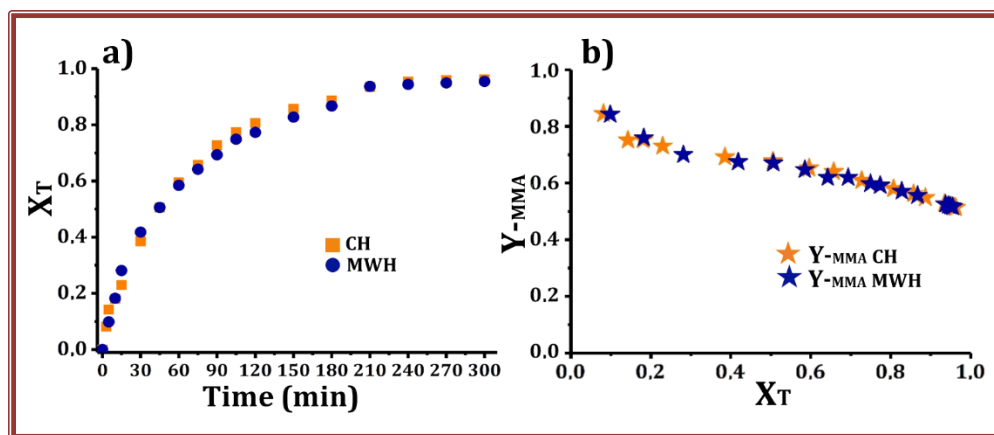 a)
1.0
0.8
0.6
0.4
0.2
0.0
XT
CH
MWH
0 30 60 90 120 150 180 210 240 270 300
Time (min)
b)
1.0
0.8
0.6
0.4
0.2
0.0
Y-MMA
Y-MMA CH
Y-MMA MWH
0.0 0.2 0.4 0.6 0.8 1.0
XT